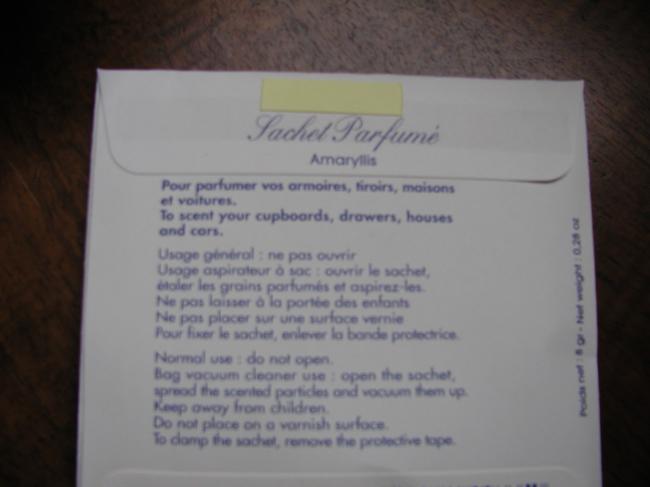 Sachet Parfumé
Amaryllis
Pour parfumer vos armoires, tiroirs, maisons
et voitures.
To scent your cupboards, drawers, houses
and cars.
Usage général : ne pas ouvrir
Usage aspirateur à sac : ouvrir le sachet,
étaler les grains parfumés et aspirez-les.
Ne pas laisser à la portée des enfants
Ne pas placer sur une surface vernie
Pour fixer le sachet, enlever la bande protectrice.
Normal use : do not open.
Bag vacuum cleaner use : open the sachet,
spread the scented particles and vacuum them up.
Keep away from children.
Do not place on a varnish surface.
To clamp the sachet, remove the protective tape.
Poids net : 8 gr - Net weight : 0,28 oz